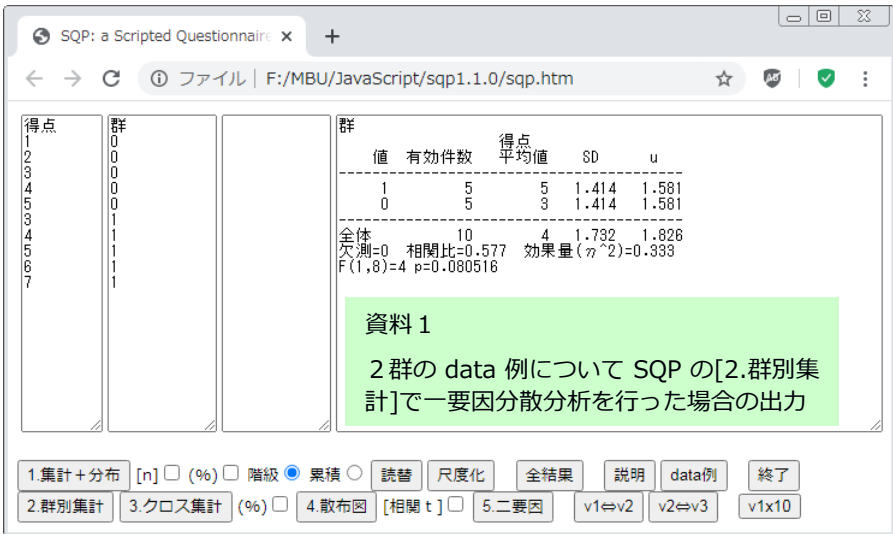 SQP: a Scripted Questionnaire
ファイル | F:/MBU/JavaScript/sqp1.1.0/sqp.htm
得点
1
2
3
4
5
3
4
5
6
7
群
0
0
0
0
0
1
1
1
1
1
群
得点
値 有効件数 平均値 SD u
--------------------------------------------
1 5 5 1.414 1.581
0 5 3 1.414 1.581
--------------------------------------------
全体 10 4 1.732 1.826
欠測=0 相関比=0.577 効果量(η^2)=0.333
F(1,8)=4 p=0.080516
資料１
２群の data 例について SQP の[2.群別集
計]で一要因分散分析を行った場合の出力
1.集計＋分布 [n] (%) 階級 累積 読替 尺度化 全結果 説明 data例 終了
2.群別集計 3.クロス集計 (%) 4.散布図 [相関ｔ] 5.二要因 v1⇔v2 v2⇔v3 v1x10